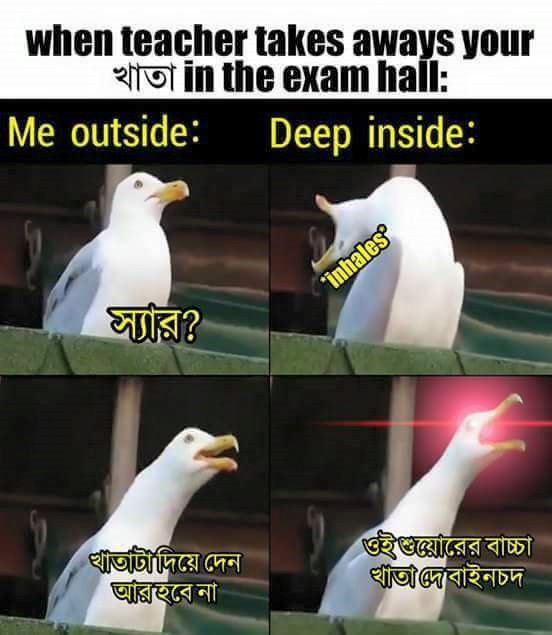 when teacher takes aways your
খাতা in the exam hall:
Me outside:
Deep inside:
স্যার?
*inhales*
খাতাটা দিয়ে দেন
আর হবে না
ওই শুয়োরের বাচ্চা
খাতা দে বাইনচদ